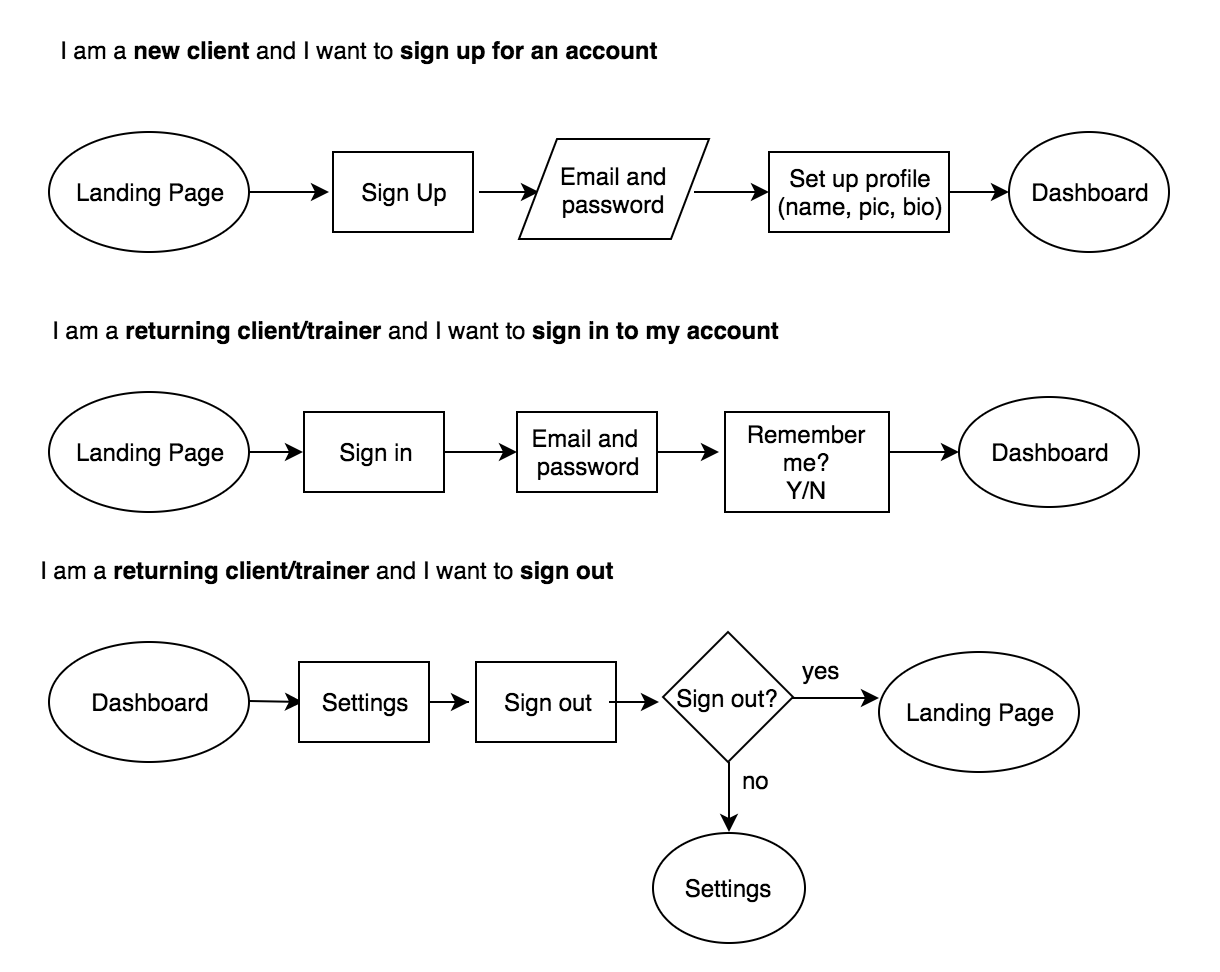 I am a new client and I want to sign up for an account
Landing Page
Sign Up
Email and
password
Set up profile
(name, pic, bio)
Dashboard
I am a returning client/trainer and I want to sign in to my account
Landing Page
Sign in
Email and
password
Remember
me?
Y/N
Dashboard
I am a returning client/trainer and I want to sign out
Dashboard
Settings
Sign out
Sign out?
yes
Landing Page
no
Settings